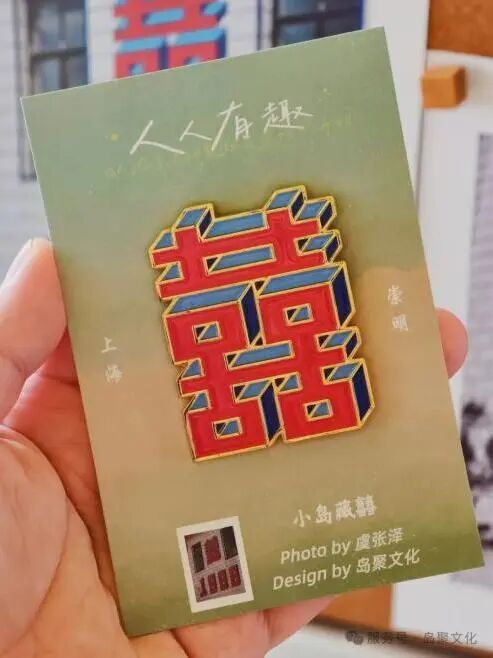 人人有趣
囍
上海
崇明
小岛藏囍
Photo by 虞张泽
Design by 岛聚文化
服务号 · 岛聚文化